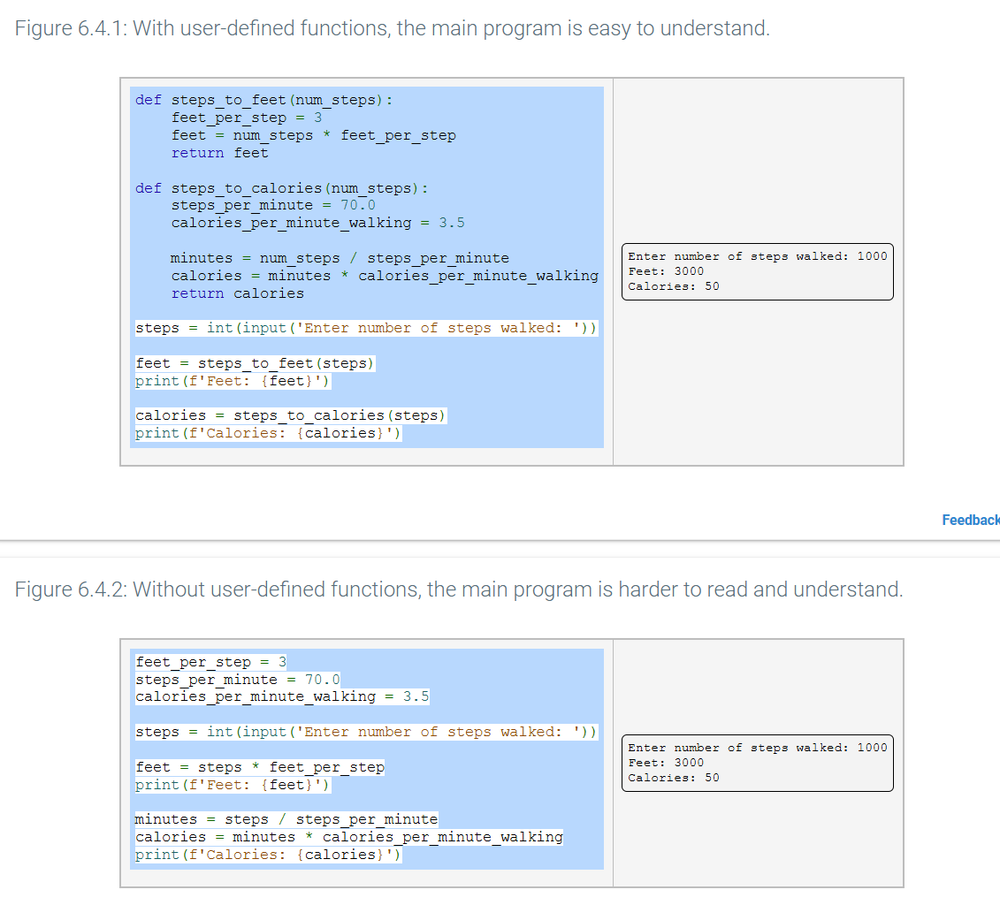 Figure 6.4.1: With user-defined functions, the main program is easy to understand.
def steps_to_feet(num_steps):
    feet_per_step = 3
    feet = num_steps * feet_per_step
    return feet

def steps_to_calories(num_steps):
    steps_per_minute = 70.0
    calories_per_minute_walking = 3.5

    minutes = num_steps / steps_per_minute
    calories = minutes * calories_per_minute_walking
    return calories

steps = int(input('Enter number of steps walked: '))

feet = steps_to_feet(steps)
print(f'Feet: {feet}')

calories = steps_to_calories(steps)
print(f'Calories: {calories}')
Enter number of steps walked: 1000
Feet: 3000
Calories: 50
Feedback
Figure 6.4.2: Without user-defined functions, the main program is harder to read and understand.
feet_per_step = 3
steps_per_minute = 70.0
calories_per_minute_walking = 3.5

steps = int(input('Enter number of steps walked: '))

feet = steps * feet_per_step
print(f'Feet: {feet}')

minutes = steps / steps_per_minute
calories = minutes * calories_per_minute_walking
print(f'Calories: {calories}')
Enter number of steps walked: 1000
Feet: 3000
Calories: 50